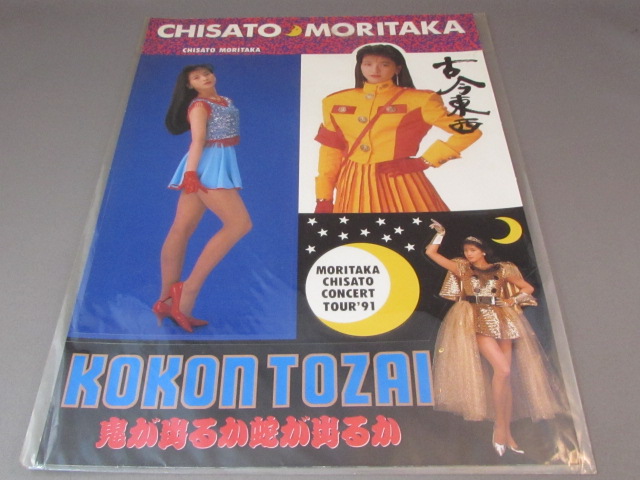 CHISATO MORITAKA
CHISATO MORITAKA
古今東西
MORITAKA
CHISATO
CONCERT
TOUR'91
KOKON TOZAI
鬼が出るか蛇が出るか